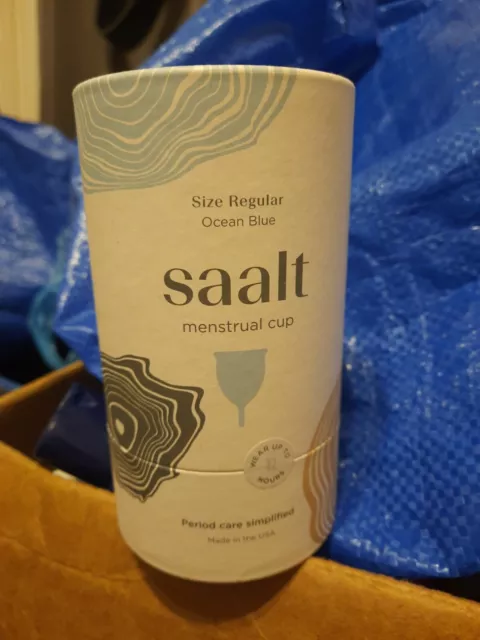 Size Regular
Ocean Blue
saalt
menstrual cup
WEAR UP TO
HOURS
Period care simplified
Made in the USA